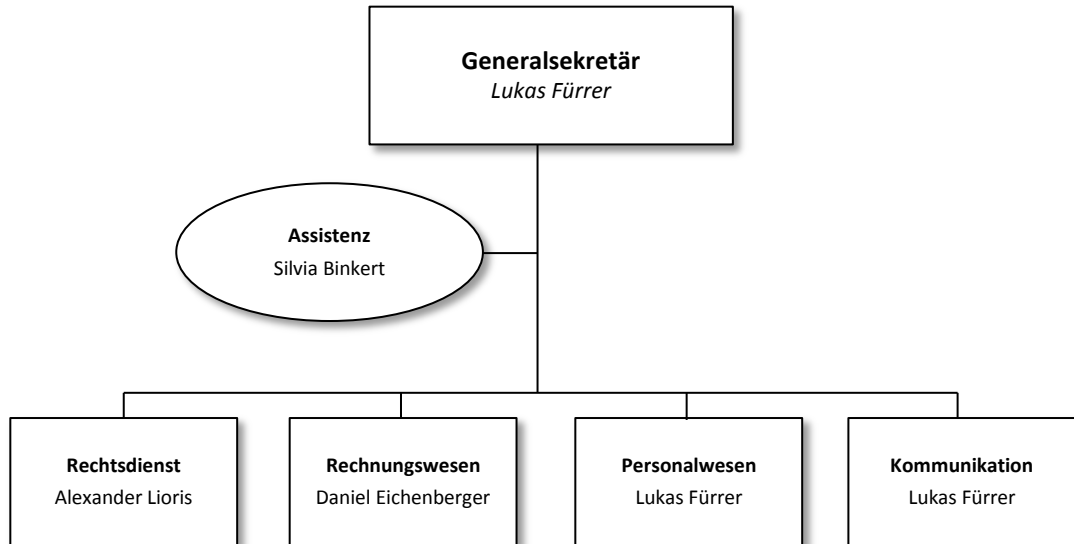 Generalsekretär
Lukas Fürrer
Assistenz
Silvia Binkert
Rechtsdienst
Alexander Lioris
Rechnungswesen
Daniel Eichenberger
Personalwesen
Lukas Fürrer
Kommunikation
Lukas Fürrer